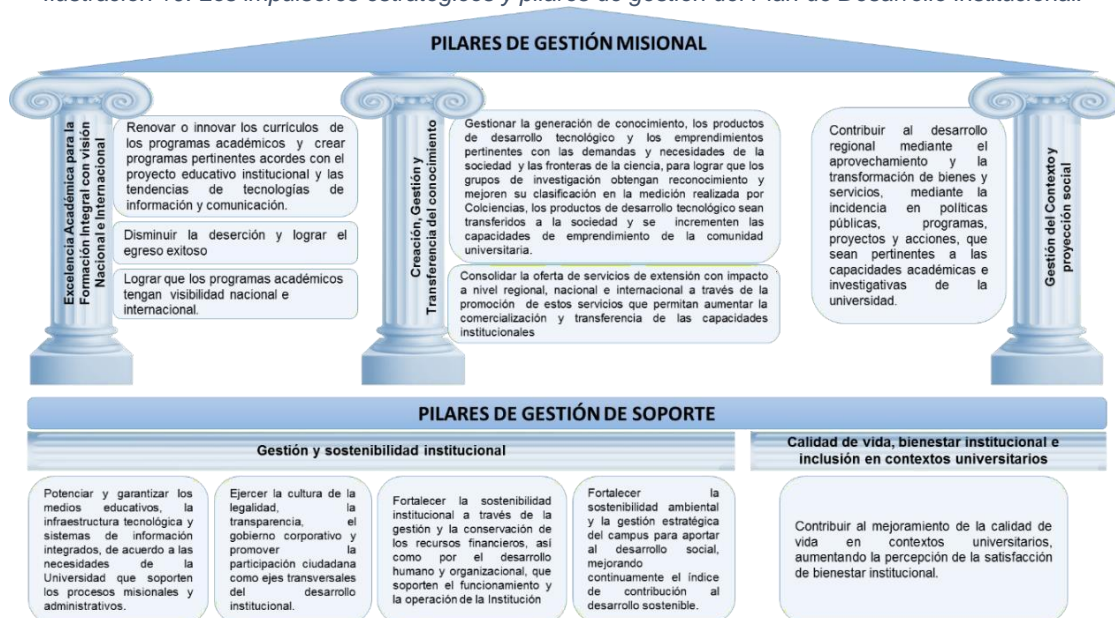 Ilustración 10. Los impulsores estratégicos y pilares de gestión del Plan de Desarrollo Institucional.
PILARES DE GESTIÓN MISIONAL
Excelencia Académica para la
Formación Integral con visión
Nacional e Internacional
Renovar o innovar los currículos de
los programas académicos y crear
programas pertinentes acordes con el
proyecto educativo institucional y las
tendencias de tecnologías de
información y comunicación.
Disminuir la deserción y lograr el
egreso exitoso
Lograr que los programas académicos
tengan visibilidad nacional e
internacional.
Creación, Gestión y
Transferencia del conocimiento
Gestionar la generación de conocimiento, los productos
de desarrollo tecnológico y los emprendimientos
pertinentes con las demandas y necesidades de la
sociedad y las fronteras de la ciencia, para lograr que los
grupos de investigación obtengan reconocimiento y
mejoren su clasificación en la medición realizada por
Colciencias, los productos de desarrollo tecnológico sean
transferidos a la sociedad y se incrementen las
capacidades de emprendimiento de la comunidad
universitaria.
Consolidar la oferta de servicios de extensión con impacto
a nivel regional, nacional e internacional a través de la
promoción de estos servicios que permitan aumentar la
comercialización y transferencia de las capacidades
institucionales
Contribuir al desarrollo
regional mediante el
aprovechamiento y la
transformación de bienes y
servicios, mediante la
incidencia en políticas
públicas, programas,
proyectos y acciones, que
sean pertinentes a las
capacidades académicas e
investigativas de la
universidad.
Gestión del Contexto y
proyección social
PILARES DE GESTIÓN DE SOPORTE
Gestión y sostenibilidad institucional
Potenciar y garantizar los
medios educativos, la
infraestructura tecnológica y
sistemas de información
integrados, de acuerdo a las
necesidades de la
Universidad que soporten
los procesos misionales y
administrativos.
Ejercer la cultura de la
legalidad, la
transparencia, el
gobierno corporativo y
promover la
participación ciudadana
como ejes transversales
del desarrollo
institucional.
Fortalecer la sostenibilidad
institucional a través de la
gestión y la conservación de
los recursos financieros, así
como por el desarrollo
humano y organizacional, que
soporten el funcionamiento y
la operación de la Institución
Fortalecer la
sostenibilidad ambiental
y la gestión estratégica
del campus para aportar
al desarrollo social,
mejorando
continuamente el índice
de contribución al
desarrollo sostenible.
Calidad de vida, bienestar institucional e
inclusión en contextos universitarios
Contribuir al mejoramiento de la calidad de
vida en contextos universitarios,
aumentando la percepción de la satisfacción
de bienestar institucional.